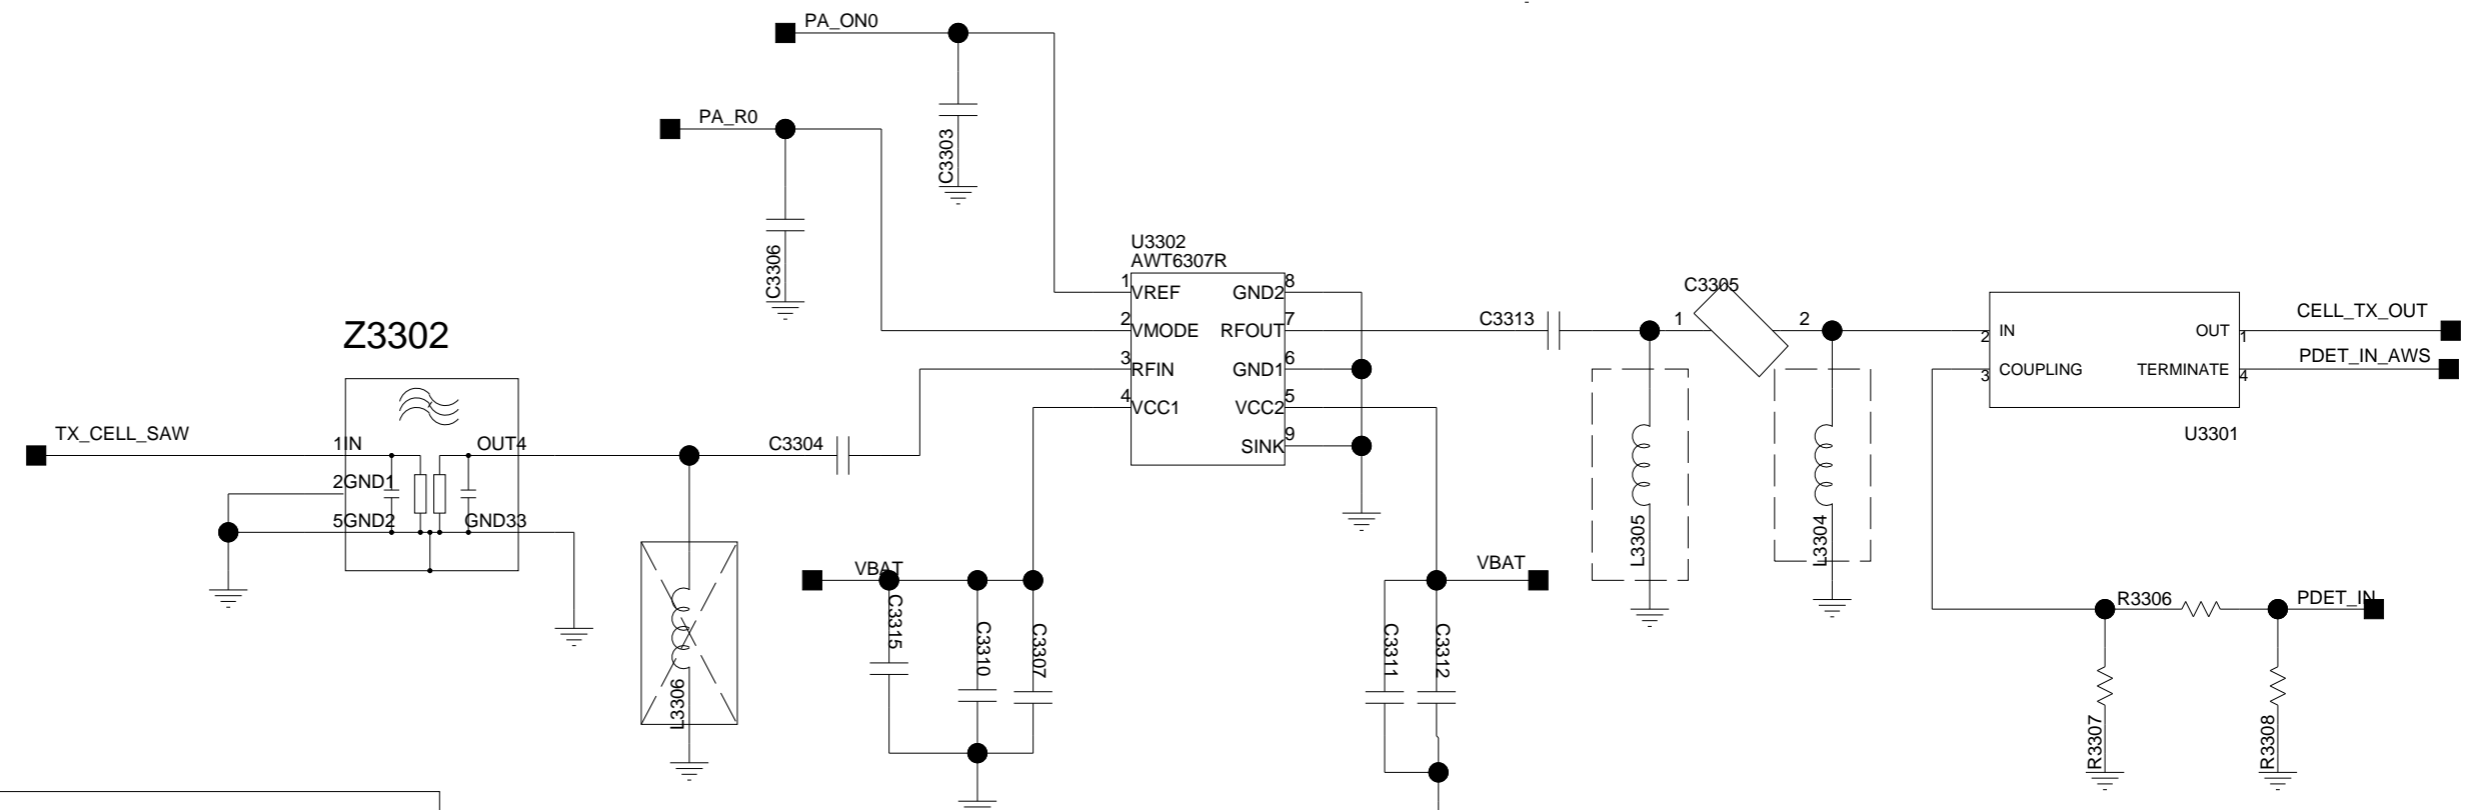 PA_ON0
C3303
PA_R0
C3306
U3302
AWT6307R
1 VREF GND2 8
2 VMODE RFOUT 7
3 RFIN GND1 6
4 VCC1 VCC2 5
SINK 9
Z3302
TX_CELL_SAW
1IN OUT4
2GND1
5GND2 GND33
C3304
L3306
VBAT
C3315
C3310
C3307
VBAT
C3311
C3312
C3313
1 C3305 2
L3305
L3304
2 IN OUT 1
3 COUPLING TERMINATE 4
U3301
CELL_TX_OUT
PDET_IN_AWS
R3306
PDET_IN
R3307
R3308